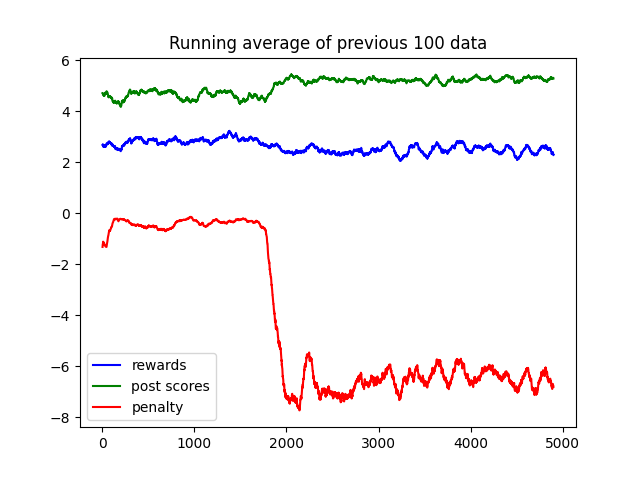 Running average of previous 100 data
6
4
2
0
−2
−4
−6
−8
rewards
post scores
penalty
0 1000 2000 3000 4000 5000